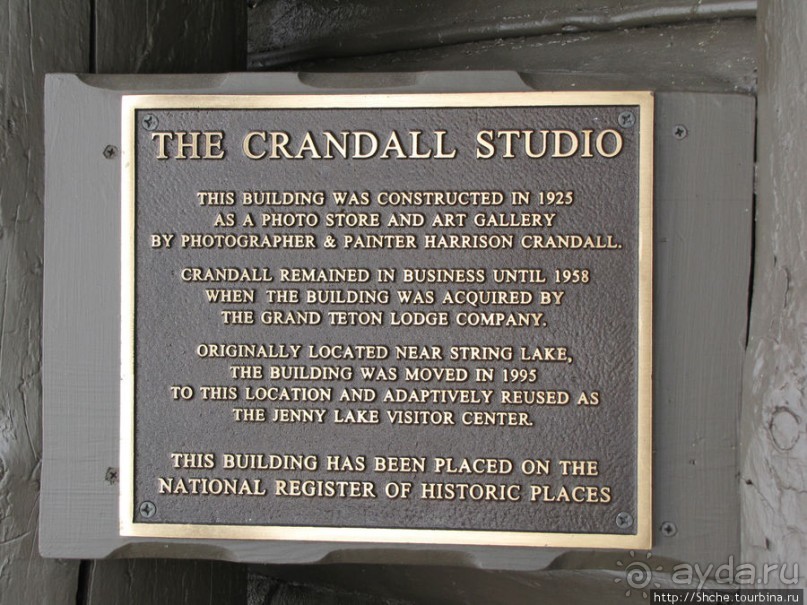 THE CRANDALL STUDIO
THIS BUILDING WAS CONSTRUCTED IN 1925
AS A PHOTO STORE AND ART GALLERY
BY PHOTOGRAPHER & PAINTER HARRISON CRANDALL.
CRANDALL REMAINED IN BUSINESS UNTIL 1958
WHEN THE BUILDING WAS ACQUIRED BY
THE GRAND TETON LODGE COMPANY.
ORIGINALLY LOCATED NEAR STRING LAKE,
THE BUILDING WAS MOVED IN 1995
TO THIS LOCATION AND ADAPTIVELY REUSED AS
THE JENNY LAKE VISITOR CENTER.
THIS BUILDING HAS BEEN PLACED ON THE
NATIONAL REGISTER OF HISTORIC PLACES
ayda.ru
http://Shche.tourbina.ru